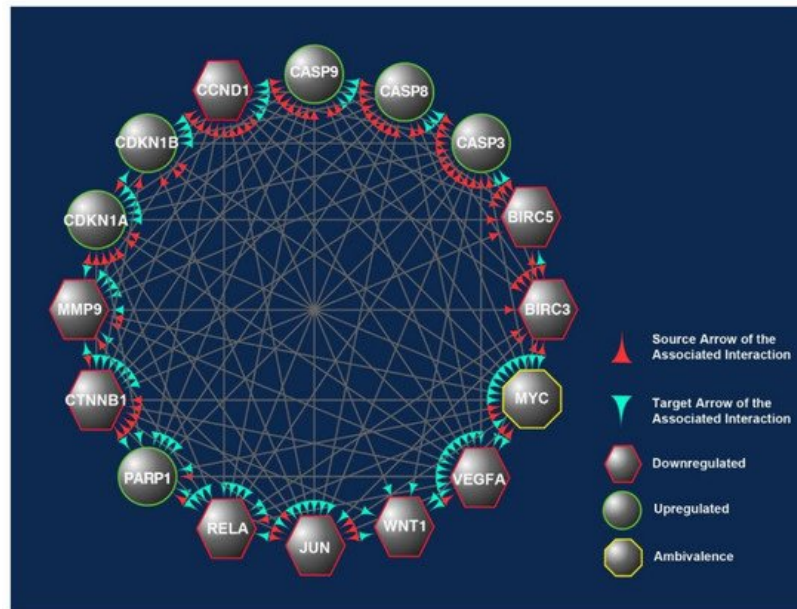 CASP9
CCND1
CASP8
CDKN1B
CASP3
CDKN1A
BIRC5
MMP9
BIRC3
CTNNB1
MYC
PARP1
VEGFA
RELA
WNT1
JUN
Source Arrow of the
Associated Interaction
Target Arrow of the
Associated Interaction
Downregulated
Upregulated
Ambivalence